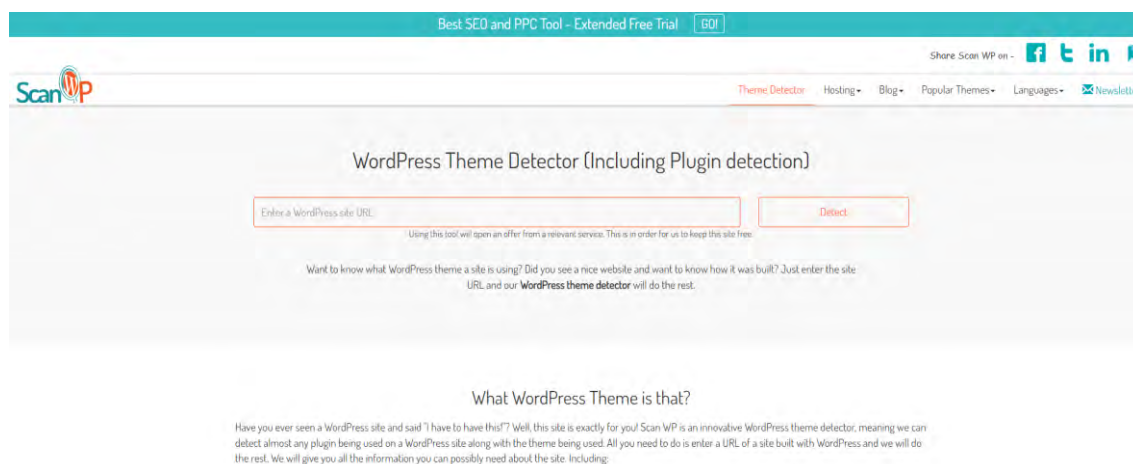 Best SEO and PPC Tool - Extended Free Trial GO!
Share Scan WP on -
ScanWP
Theme Detector Hosting Blog Popular Themes Languages
WordPress Theme Detector (Including Plugin detection)
Enter a WordPress site URL Detect
Using this tool will open an offer from a relevant service. This is in order for us to keep this site free.
Want to know what WordPress theme a site is using? Did you see a nice website and want to know how it was built? Just enter the site
URL and our WordPress theme detector will do the rest.
What WordPress Theme is that?
Have you ever seen a WordPress site and said "I have to have this!"? Well, this site is exactly for you! Scan WP is an innovative WordPress theme detector, meaning we can
detect almost any plugin being used on a WordPress site along with the theme being used. All you need to do is enter a URL of a site built with WordPress and we will do
the rest. We will give you all the information you can possibly need about the site. Including: